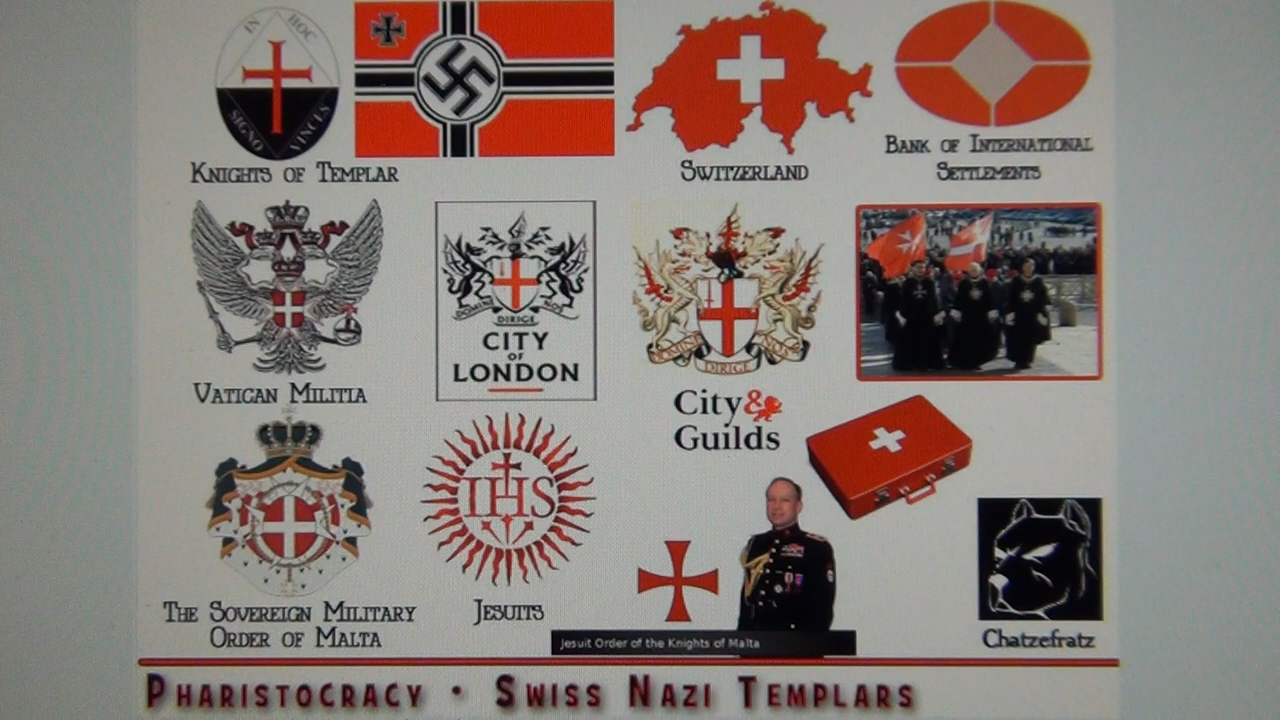 IN HOC
SIGNO VINCES
KNIGHTS OF TEMPLAR
SWITZERLAND
BANK OF INTERNATIONAL
SETTLEMENTS
VATICAN MILITIA
DOMINE DIRIGE NOS
CITY
OF
LONDON
DOMINE DIRIGE NOS
City&
Guilds
THE SOVEREIGN MILITARY
ORDER OF MALTA
IHS
JESUITS
Jesuit Order of the Knights of Malta
Chatzefratz
PHARISTOCRACY • SWISS NAZI TEMPLARS